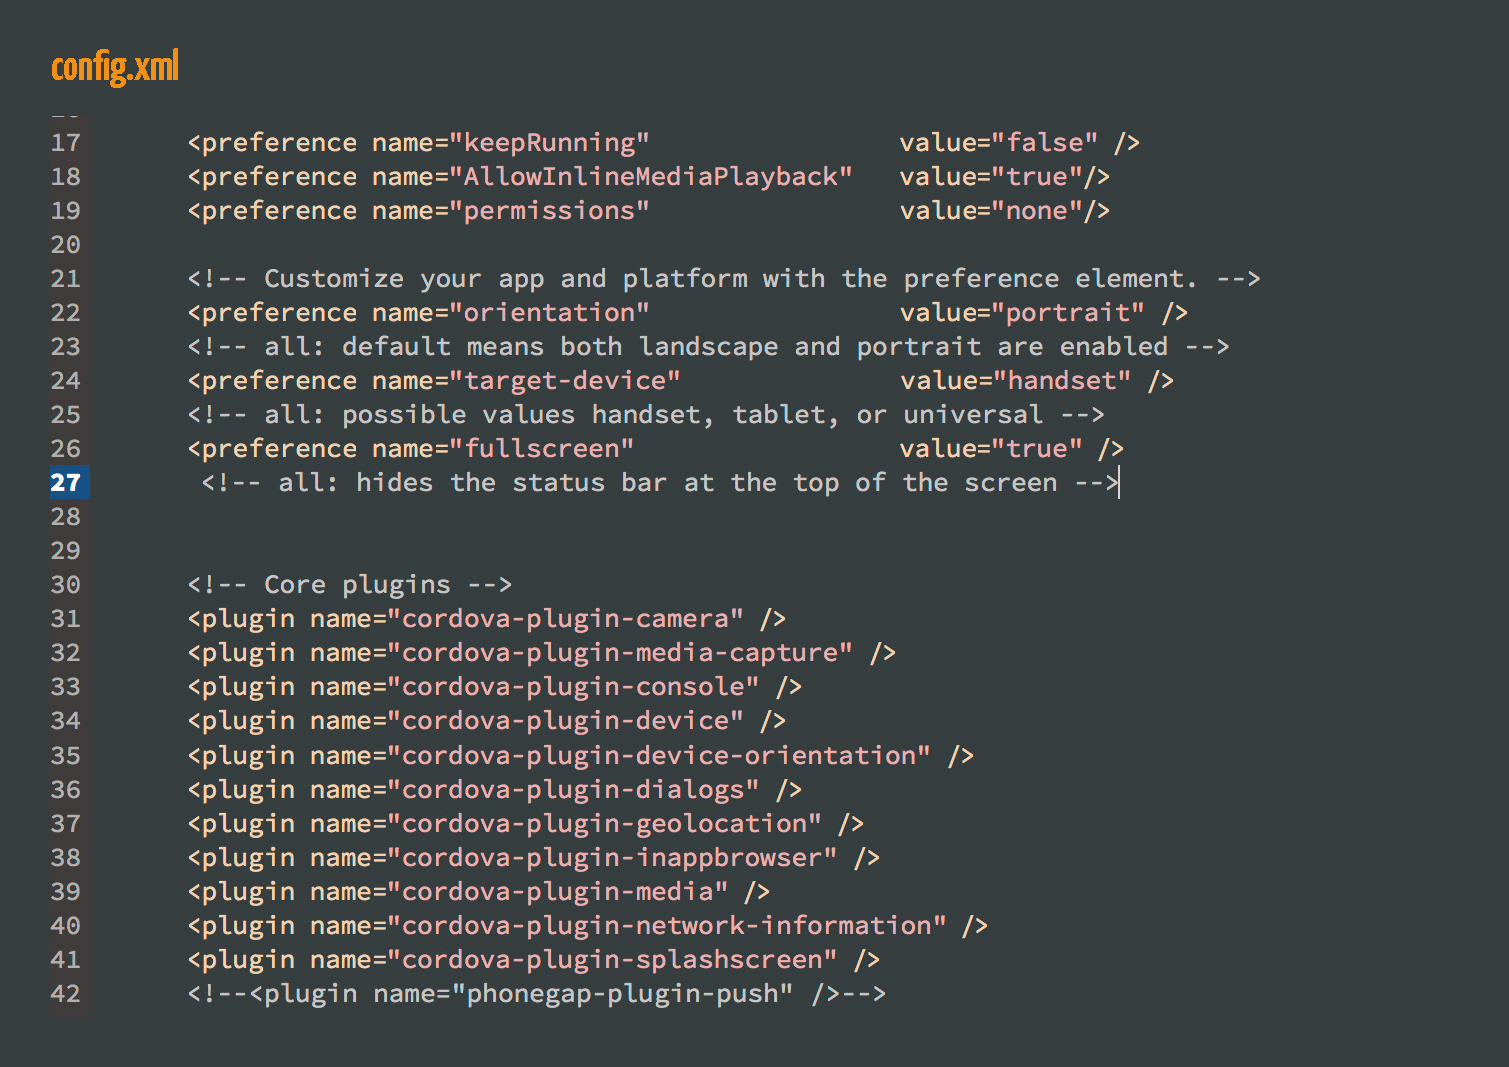 config.xml
17 <preference name="keepRunning" value="false" />
18 <preference name="AllowInlineMediaPlayback" value="true"/>
19 <preference name="permissions" value="none"/>
20
21 <!-- Customize your app and platform with the preference element. -->
22 <preference name="orientation" value="portrait" />
23 <!-- all: default means both landscape and portrait are enabled -->
24 <preference name="target-device" value="handset" />
25 <!-- all: possible values handset, tablet, or universal -->
26 <preference name="fullscreen" value="true" />
27 <!-- all: hides the status bar at the top of the screen -->
28
29
30 <!-- Core plugins -->
31 <plugin name="cordova-plugin-camera" />
32 <plugin name="cordova-plugin-media-capture" />
33 <plugin name="cordova-plugin-console" />
34 <plugin name="cordova-plugin-device" />
35 <plugin name="cordova-plugin-device-orientation" />
36 <plugin name="cordova-plugin-dialogs" />
37 <plugin name="cordova-plugin-geolocation" />
38 <plugin name="cordova-plugin-inappbrowser" />
39 <plugin name="cordova-plugin-media" />
40 <plugin name="cordova-plugin-network-information" />
41 <plugin name="cordova-plugin-splashscreen" />
42 <!--<plugin name="phonegap-plugin-push" />-->